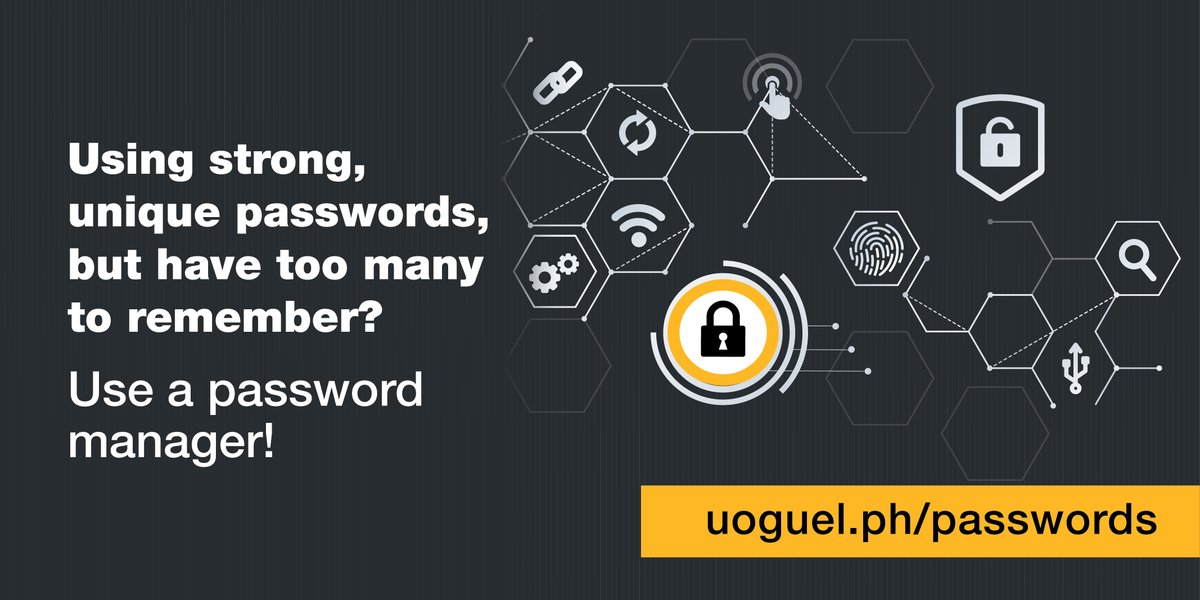 Using strong,
unique passwords,
but have too many
to remember?
Use a password
manager!
uoguel.ph/passwords